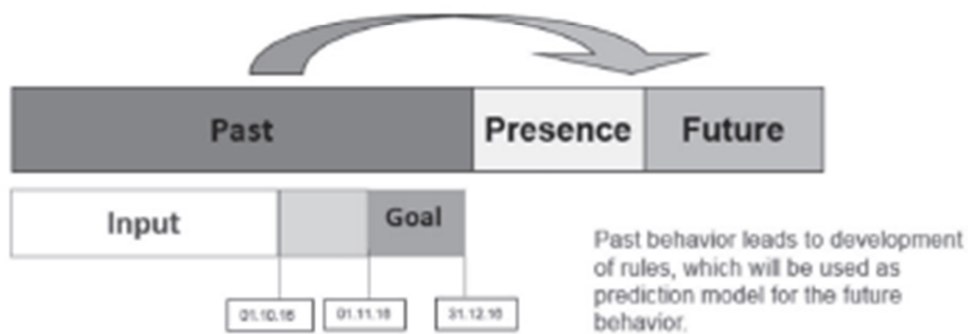 Past Presence Future
Input Goal
Past behavior leads to development
of rules, which will be used as
prediction model for the future
behavior.
01.10.16 01.11.16 31.12.16